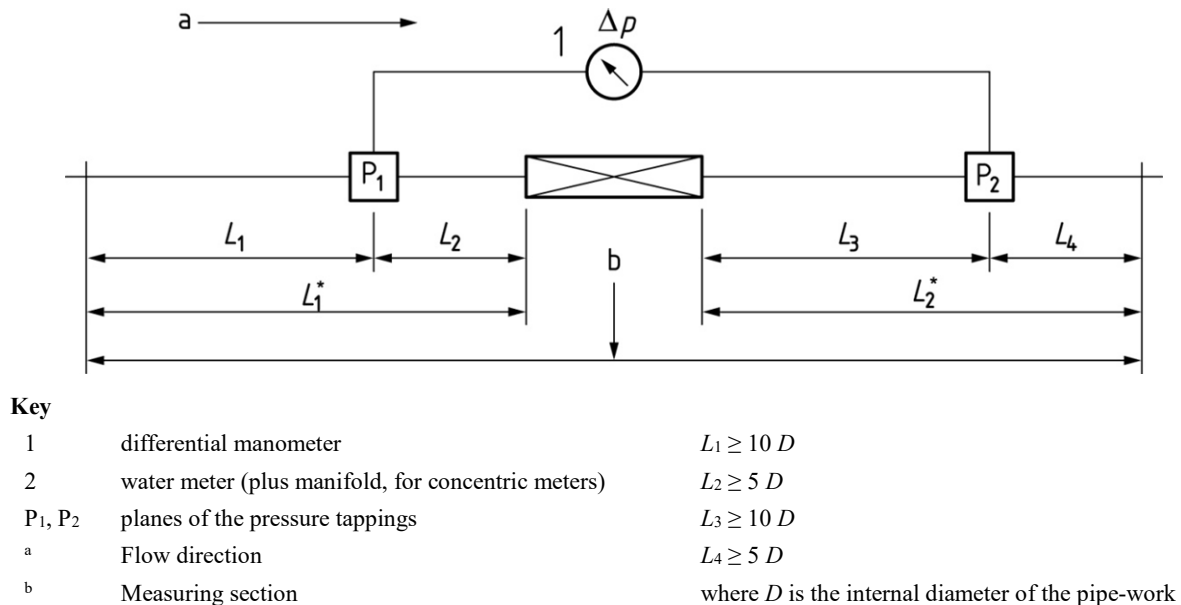 a
1
Δp
P₁
P₂
L₁
L₂
b
L₃
L₄
L₁*
L₂*
Key
1 differential manometer L₁ ≥ 10 D
2 water meter (plus manifold, for concentric meters) L₂ ≥ 5 D
P₁, P₂ planes of the pressure tappings L₃ ≥ 10 D
a Flow direction L₄ ≥ 5 D
b Measuring section where D is the internal diameter of the pipe-work